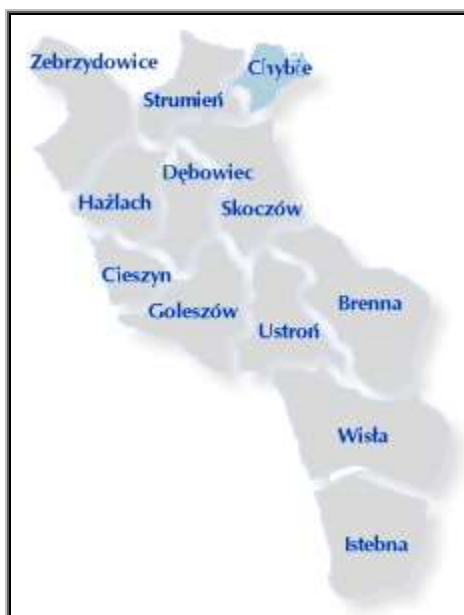 Zebrzydowice
Chybie
Strumień
Dębowiec
Hażlach
Skoczów
Cieszyn
Goleszów
Brenna
Ustroń
Wisła
Istebna